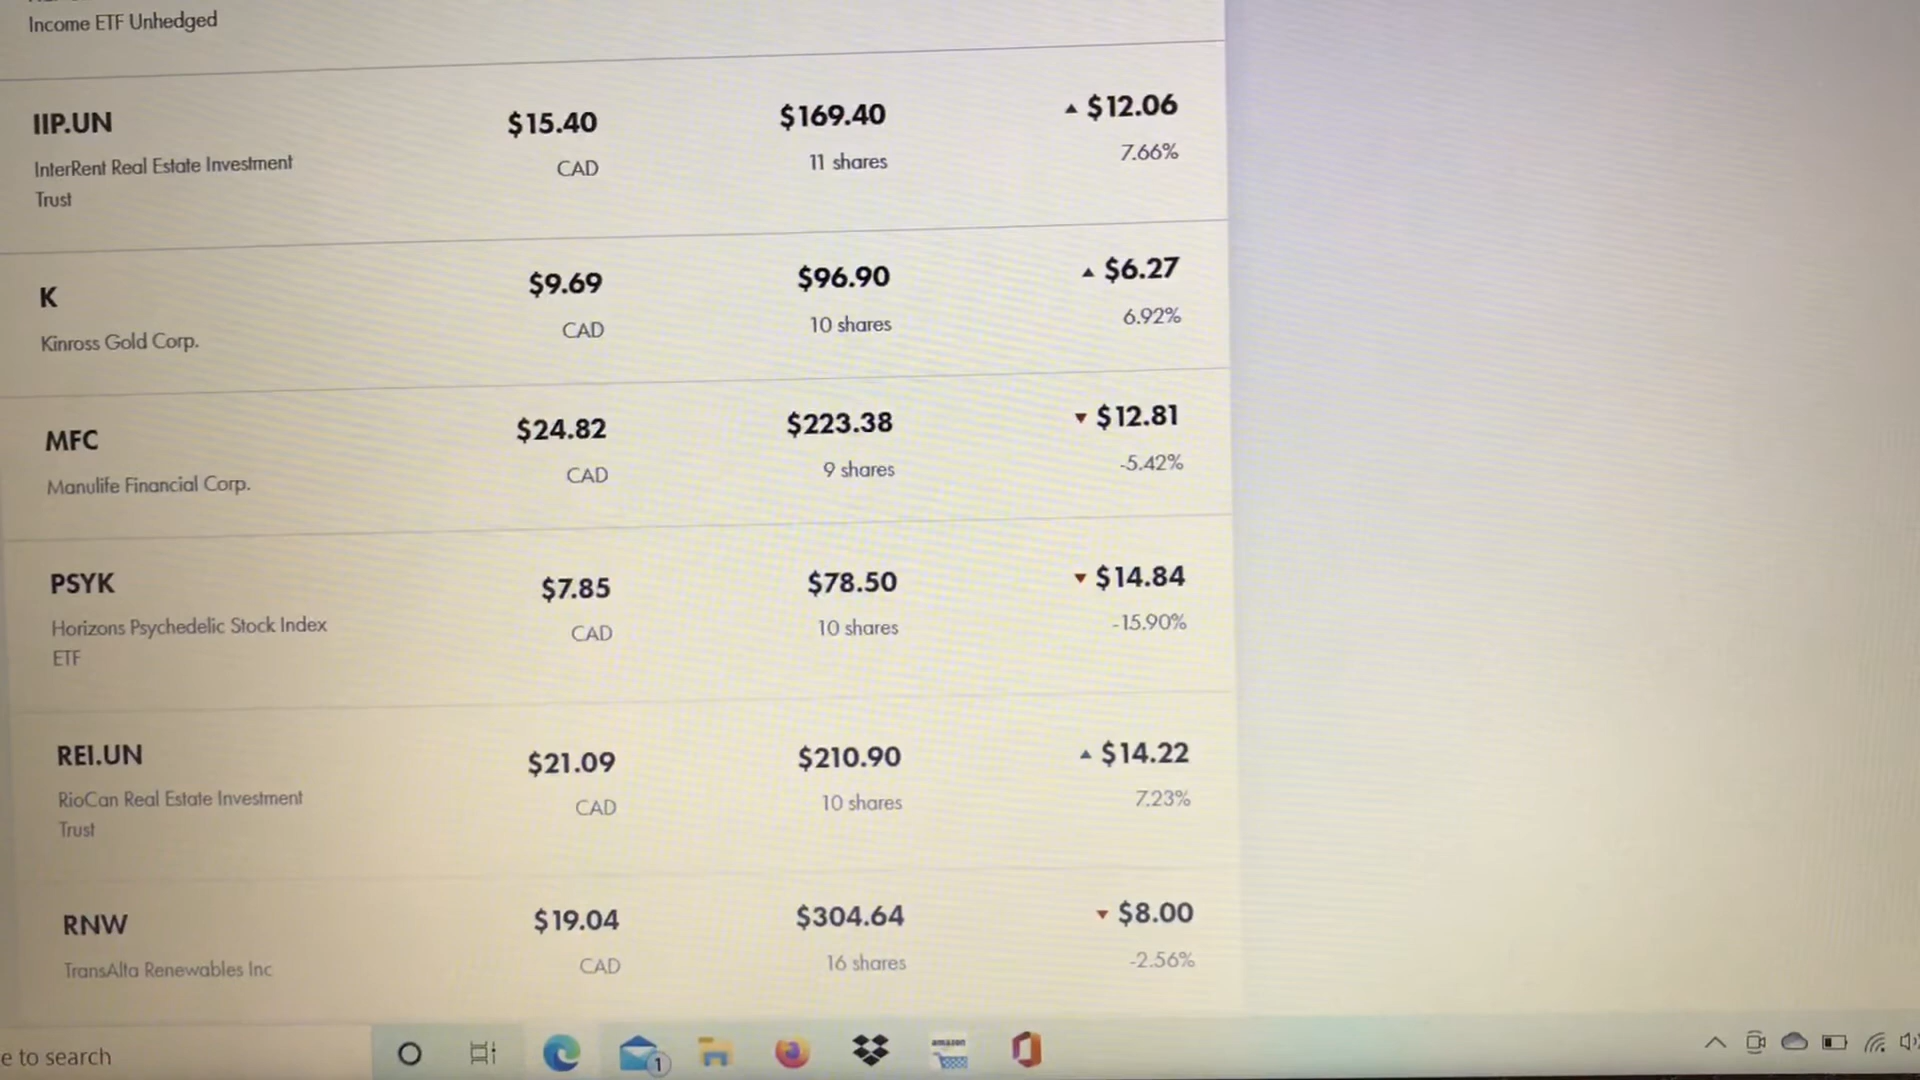 Income ETF Unhedged
IIP.UN
$15.40
$169.40
▲ $12.06
InterRent Real Estate Investment
Trust
CAD
11 shares
7.66%
K
$9.69
$96.90
▲ $6.27
Kinross Gold Corp.
CAD
10 shares
6.92%
MFC
$24.82
$223.38
▼ $12.81
Manulife Financial Corp.
CAD
9 shares
-5.42%
PSYK
$7.85
$78.50
▼ $14.84
Horizons Psychedelic Stock Index
ETF
CAD
10 shares
-15.90%
REI.UN
$21.09
$210.90
▲ $14.22
RioCan Real Estate Investment
Trust
CAD
10 shares
7.23%
RNW
$19.04
$304.64
▼ $8.00
TransAlta Renewables Inc
CAD
16 shares
-2.56%
e to search
1
amazon